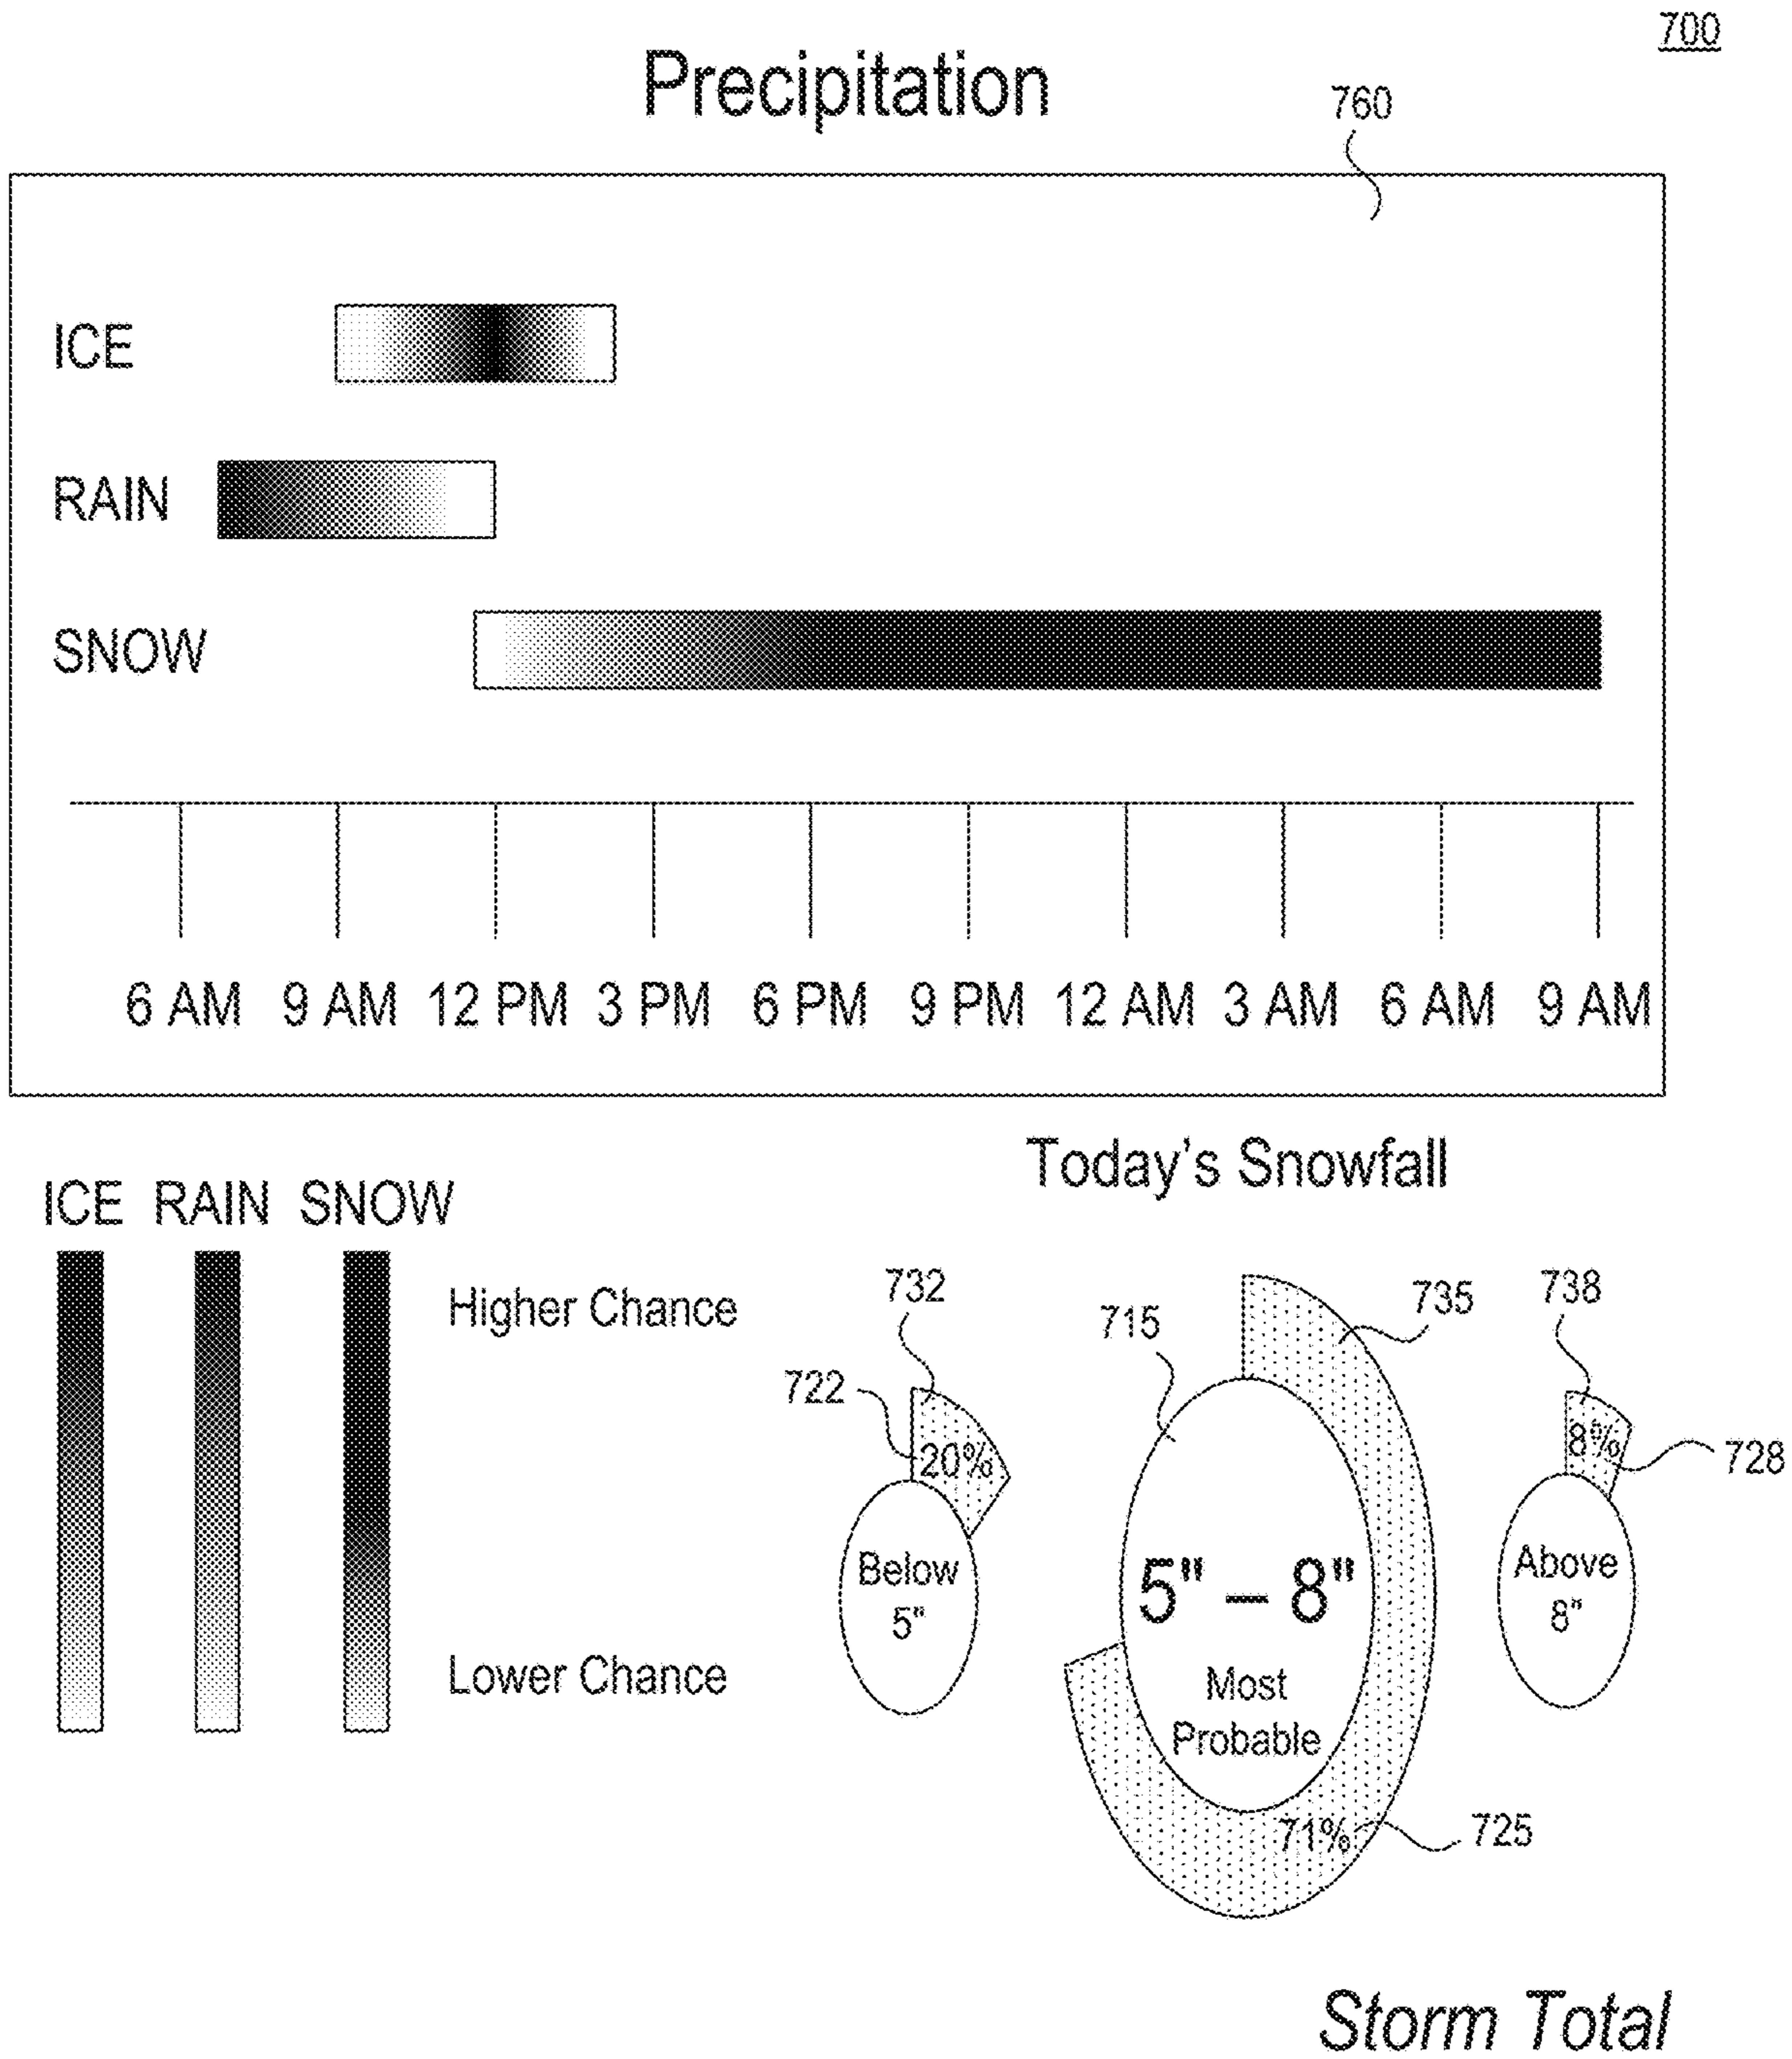 700
Precipitation
760
ICE
RAIN
SNOW
6 AM 9 AM 12 PM 3 PM 6 PM 9 PM 12 AM 3 AM 6 AM 9 AM
Today's Snowfall
ICE RAIN SNOW
Higher Chance
Lower Chance
732
722
20%
Below
5"
715
735
5" – 8"
Most
Probable
71%
725
738
8%
728
Above
8"
Storm Total